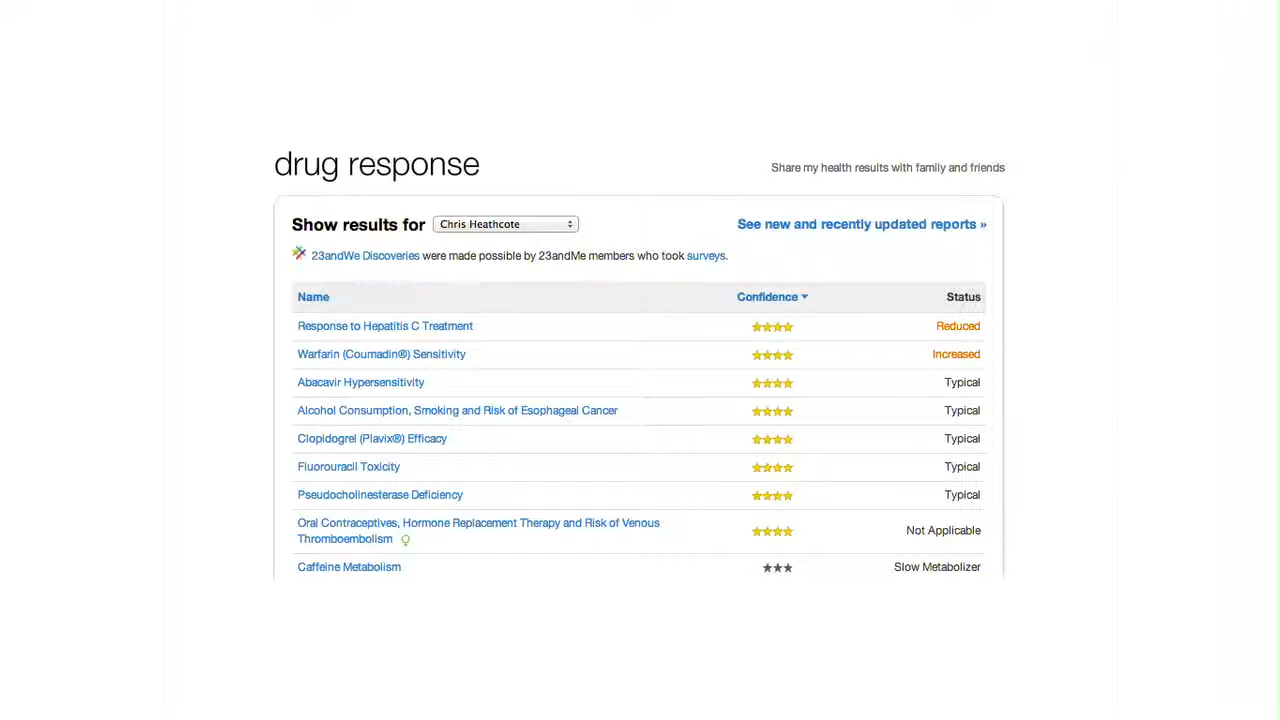 drug response
Share my health results with family and friends
Show results for Chris Heathcote
See new and recently updated reports »
23andWe Discoveries were made possible by 23andMe members who took surveys.
Name Confidence Status
Response to Hepatitis C Treatment ★★★★ Reduced
Warfarin (Coumadin®) Sensitivity ★★★★ Increased
Abacavir Hypersensitivity ★★★★ Typical
Alcohol Consumption, Smoking and Risk of Esophageal Cancer ★★★★ Typical
Clopidogrel (Plavix®) Efficacy ★★★★ Typical
Fluorouracil Toxicity ★★★★ Typical
Pseudocholinesterase Deficiency ★★★★ Typical
Oral Contraceptives, Hormone Replacement Therapy and Risk of Venous
Thromboembolism ♀ ★★★★ Not Applicable
Caffeine Metabolism ★★★ Slow Metabolizer